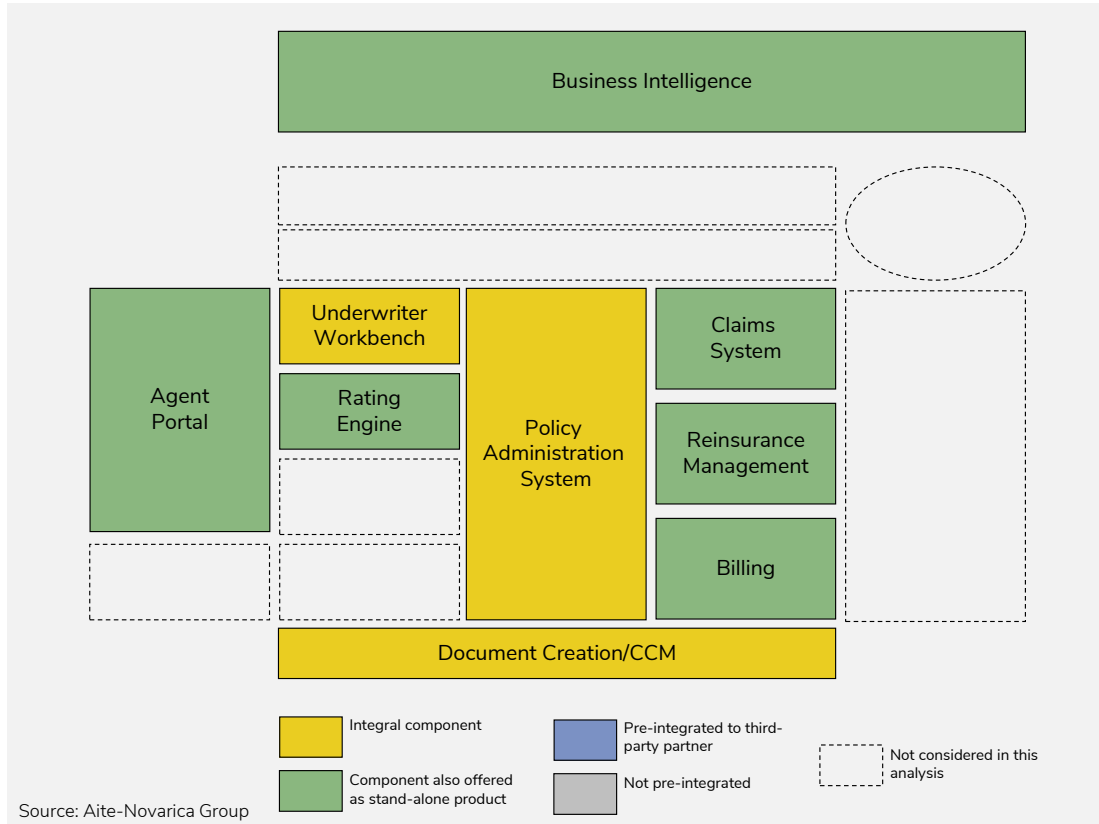 Business Intelligence
Underwriter
Workbench
Claims
System
Agent
Portal
Rating
Engine
Policy
Administration
System
Reinsurance
Management
Billing
Document Creation/CCM
Integral component
Component also offered
as stand-alone product
Pre-integrated to third-
party partner
Not pre-integrated
Not considered in this
analysis
Source: Aite-Novarica Group